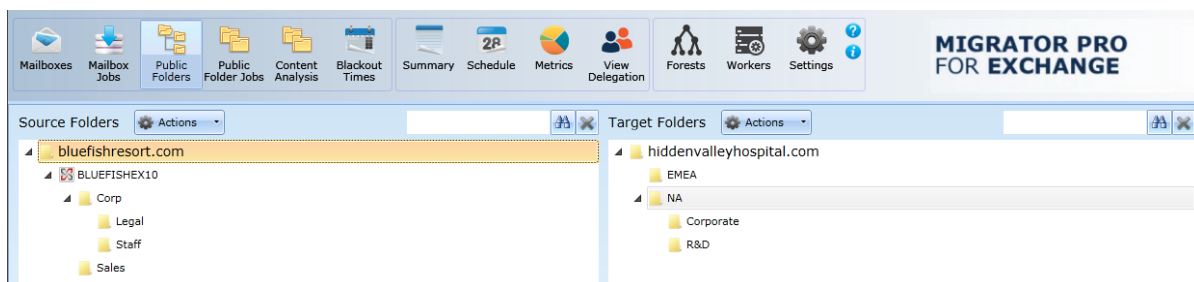 Mailboxes
Mailbox Jobs
Public Folders
Public Folder Jobs
Content Analysis
Blackout Times
Summary
28
Schedule
Metrics
View Delegation
Forests
Workers
Settings
?
i
MIGRATOR PRO
FOR EXCHANGE
Source Folders Actions
bluefishresort.com
BLUEFISHEX10
Corp
Legal
Staff
Sales
Target Folders Actions
hiddenvalleyhospital.com
EMEA
NA
Corporate
R&D